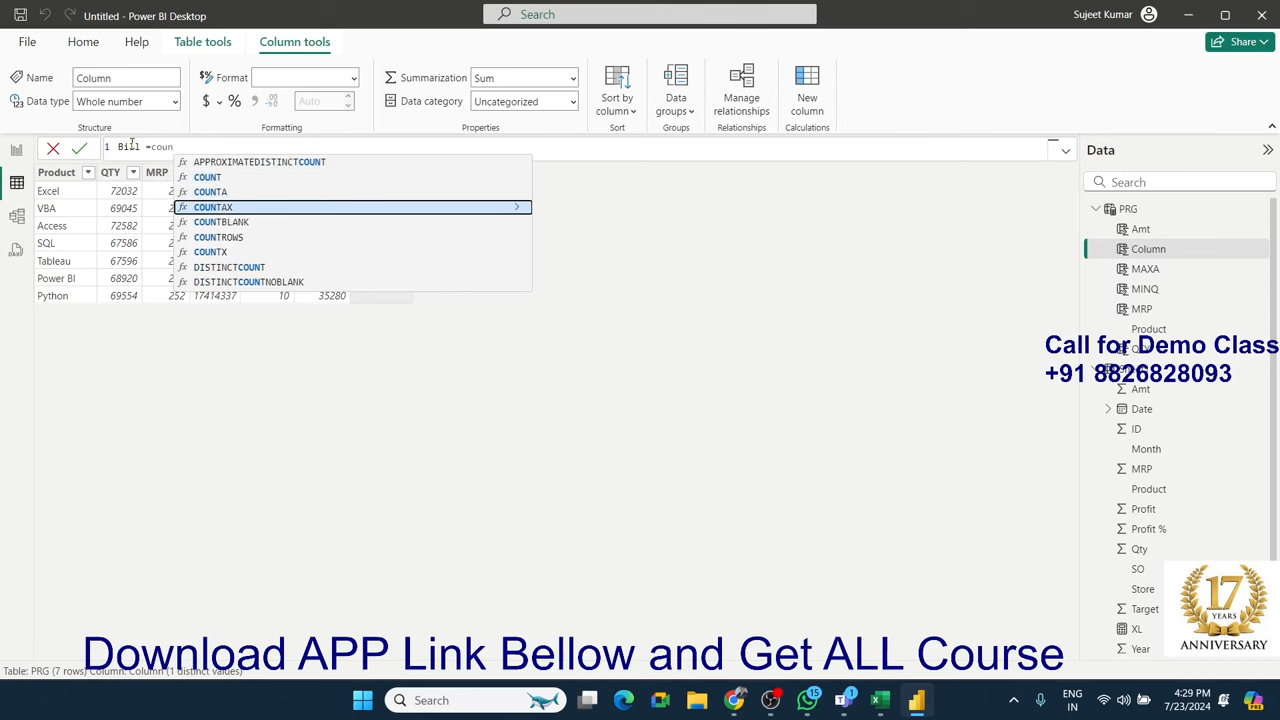 Untitled - Power BI Desktop
Search
Sujeet Kumar
File
Home
Help
Table tools
Column tools
Share
Name
Column
Format
Summarization
Sum
Data type
Whole number
$
%
Auto
Data category
Uncategorized
Sort by column
Data groups
Manage relationships
New column
Structure
Formatting
Properties
Sort
Groups
Relationships
Calculations
1 Bill =coun
Product QTY MRP
Excel 72032
VBA 69045
Access 72582
SQL 67586
Tableau 67596
Power BI 68920
Python 69554 252 17414337 10 35280
APPROXIMATEDISTINCTCOUNT
COUNT
COUNTA
COUNTAX
COUNTBLANK
COUNTROWS
COUNTX
DISTINCTCOUNT
DISTINCTCOUNTNOBLANK
Data
Search
PRG
Amt
Column
MAXA
MINQ
MRP
Product
Call for Demo Class
+91 8826828093
Amt
Date
ID
Month
MRP
Product
Profit
Profit %
Qty
SO
Store
Target
XL
Year
17
YEARS
ANNIVERSARY
Download APP Link Bellow and Get ALL Course
Table: PRG (7 rows) Column: Column (1 distinct values)
Search
15
1
ENG
IN
4:29 PM
7/23/2024